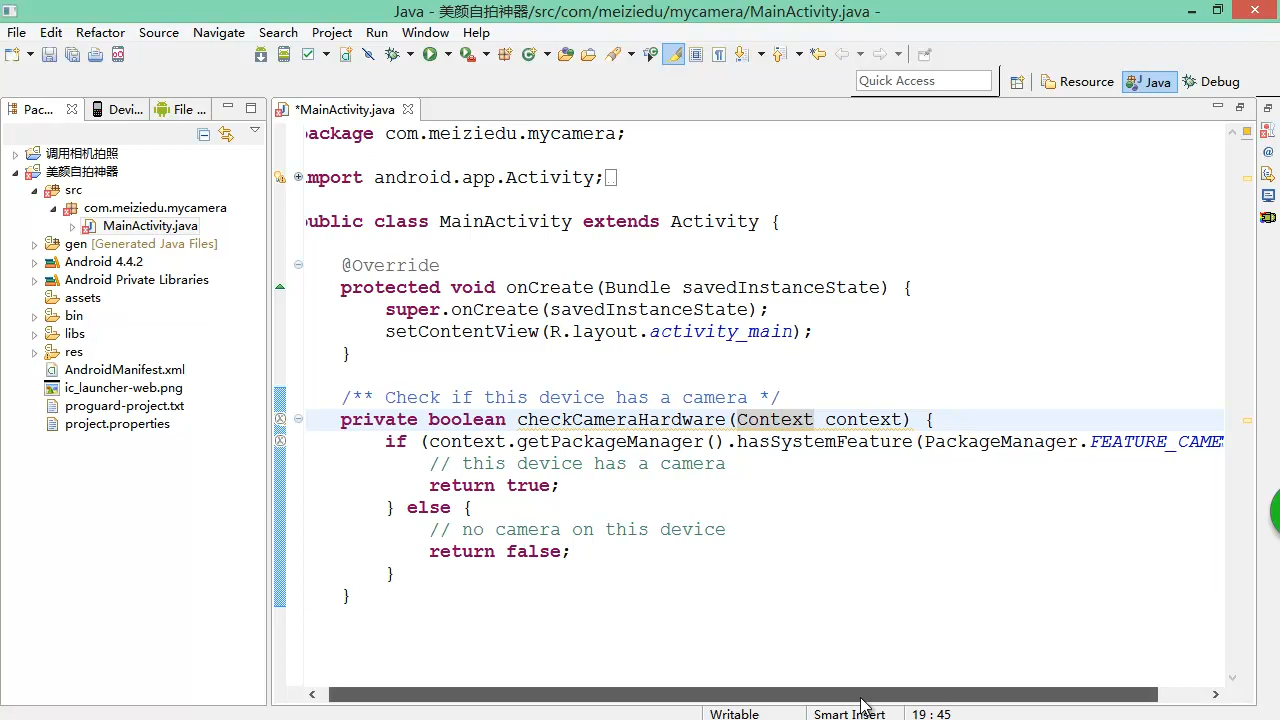 Java - 美颜自拍神器/src/com/meiziedu/mycamera/MainActivity.java -
File Edit Refactor Source Navigate Search Project Run Window Help
Quick Access
Resource
Java
Debug
Pac...
Devi...
File ...
*MainActivity.java
调用相机拍照
美颜自拍神器
src
com.meiziedu.mycamera
MainActivity.java
gen [Generated Java Files]
Android 4.4.2
Android Private Libraries
assets
bin
libs
res
AndroidManifest.xml
ic_launcher-web.png
proguard-project.txt
project.properties
package com.meiziedu.mycamera;
import android.app.Activity;
public class MainActivity extends Activity {
@Override
protected void onCreate(Bundle savedInstanceState) {
super.onCreate(savedInstanceState);
setContentView(R.layout.activity_main);
}
/** Check if this device has a camera */
private boolean checkCameraHardware(Context context) {
if (context.getPackageManager().hasSystemFeature(PackageManager.FEATURE_CAME
// this device has a camera
return true;
} else {
// no camera on this device
return false;
}
}
Writable
Smart Insert
19 : 45